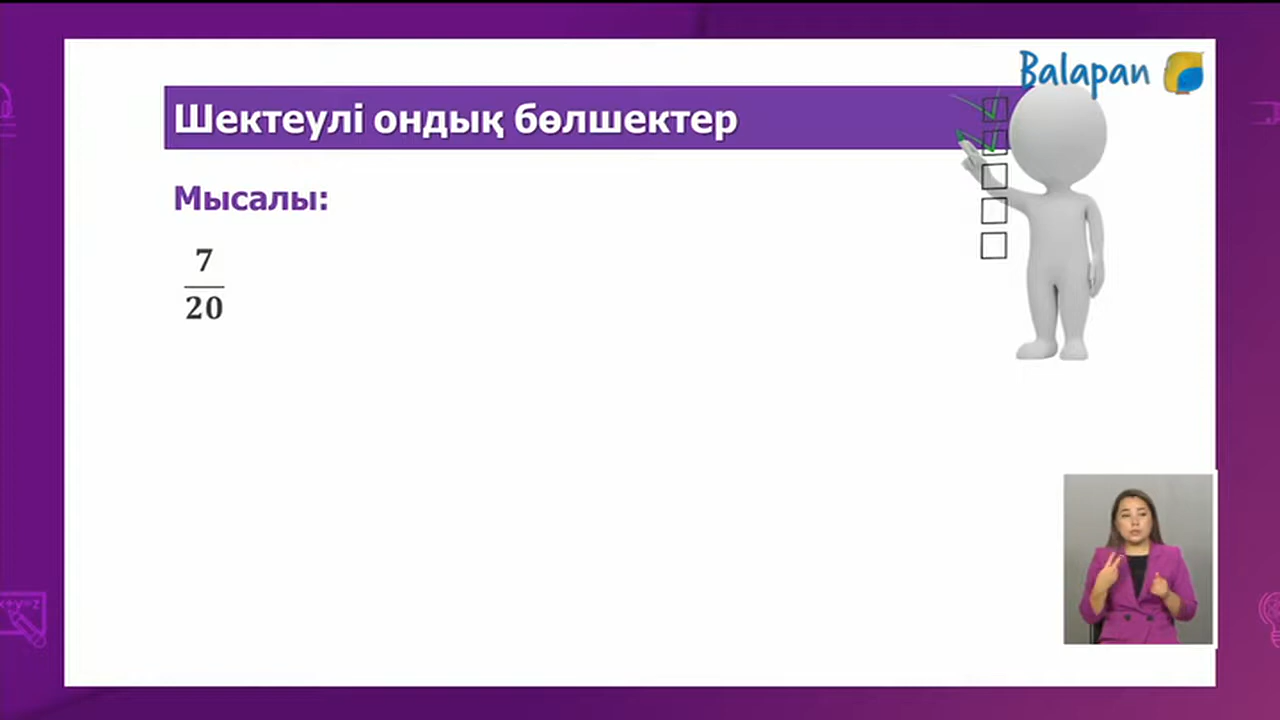 Balapan
Шектеулі ондық бөлшектер
Мысалы:
7
20
x+y=z